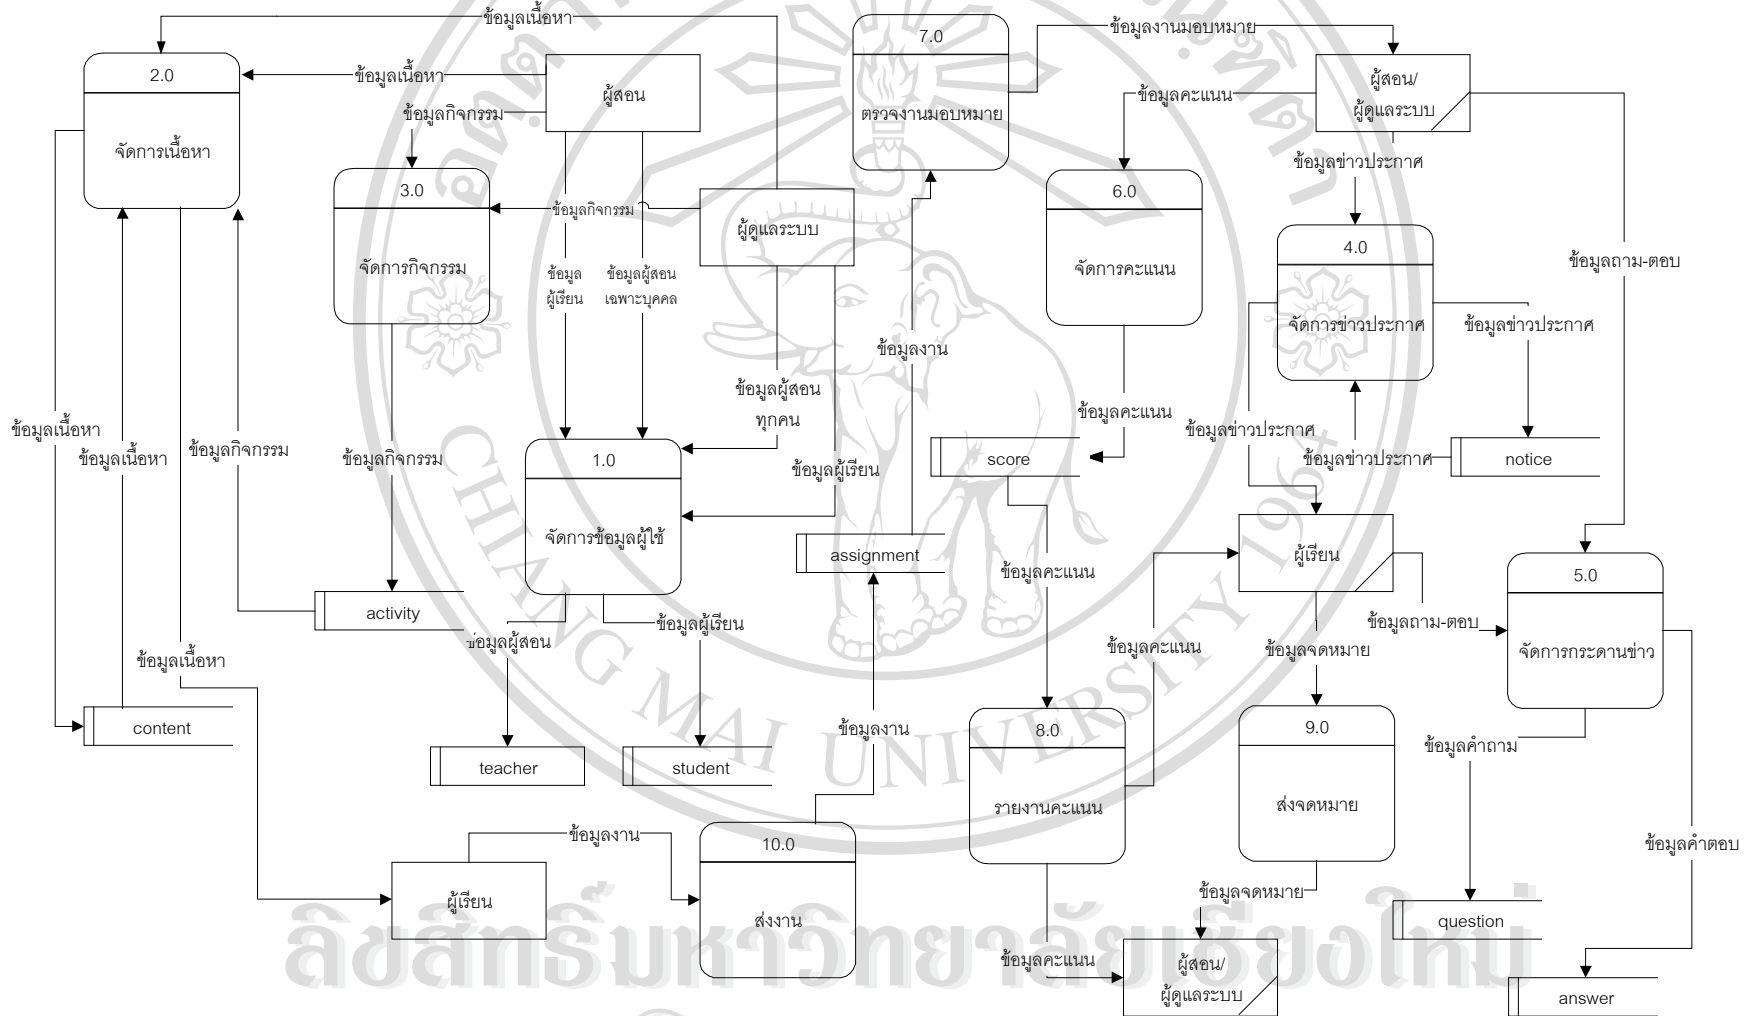 ข้อมูลเนื้อหา
2.0
จัดการเนื้อหา
ข้อมูลเนื้อหา
ผู้สอน
ข้อมูลกิจกรรม
3.0
จัดการกิจกรรม
ข้อมูลกิจกรรม
ผู้ดูแลระบบ
ข้อมูล
ผู้เรียน
ข้อมูลผู้สอน
เฉพาะบุคคล
7.0
ตรวจงานมอบหมาย
ข้อมูลงานมอบหมาย
ผู้สอน/
ผู้ดูแลระบบ
ข้อมูลคะแนน
6.0
จัดการคะแนน
ข้อมูลข่าวประกาศ
4.0
จัดการข่าวประกาศ
ข้อมูลข่าวประกาศ
ข้อมูลถาม-ตอบ
ข้อมูลงาน
ข้อมูลผู้สอน
ทุกคน
ข้อมูลคะแนน
ข้อมูลข่าวประกาศ
ข้อมูลเนื้อหา
ข้อมูลเนื้อหา
ข้อมูลกิจกรรม
ข้อมูลกิจกรรม
1.0
จัดการข้อมูลผู้ใช้
ข้อมูลผู้เรียน
score
ข้อมูลข่าวประกาศ
notice
assignment
ข้อมูลคะแนน
ผู้เรียน
5.0
จัดการกระดานข่าว
activity
ข้อมูลผู้สอน
ข้อมูลผู้เรียน
ข้อมูลถาม-ตอบ
ข้อมูลคะแนน
ข้อมูลจดหมาย
ข้อมูลเนื้อหา
content
teacher
student
ข้อมูลงาน
8.0
รายงานคะแนน
9.0
ส่งจดหมาย
ข้อมูลคำถาม
ข้อมูลงาน
10.0
ส่งงาน
ข้อมูลคำตอบ
ผู้เรียน
ข้อมูลจดหมาย
question
ข้อมูลคะแนน
ผู้สอน/
ผู้ดูแลระบบ
answer
CHIANG MAI UNIVERSITY 1964
ลิขสิทธิ์มหาวิทยาลัยเชียงใหม่